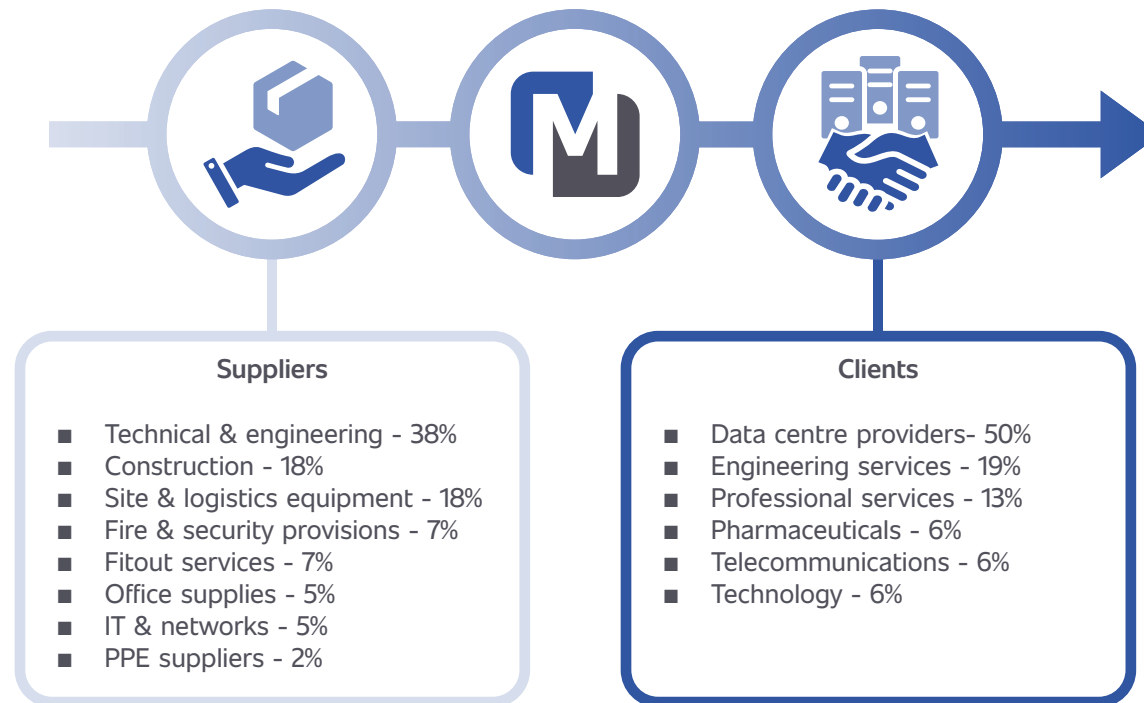 M
Suppliers
■ Technical & engineering - 38%
■ Construction - 18%
■ Site & logistics equipment - 18%
■ Fire & security provisions - 7%
■ Fitout services - 7%
■ Office supplies - 5%
■ IT & networks - 5%
■ PPE suppliers - 2%
Clients
■ Data centre providers- 50%
■ Engineering services - 19%
■ Professional services - 13%
■ Pharmaceuticals - 6%
■ Telecommunications - 6%
■ Technology - 6%